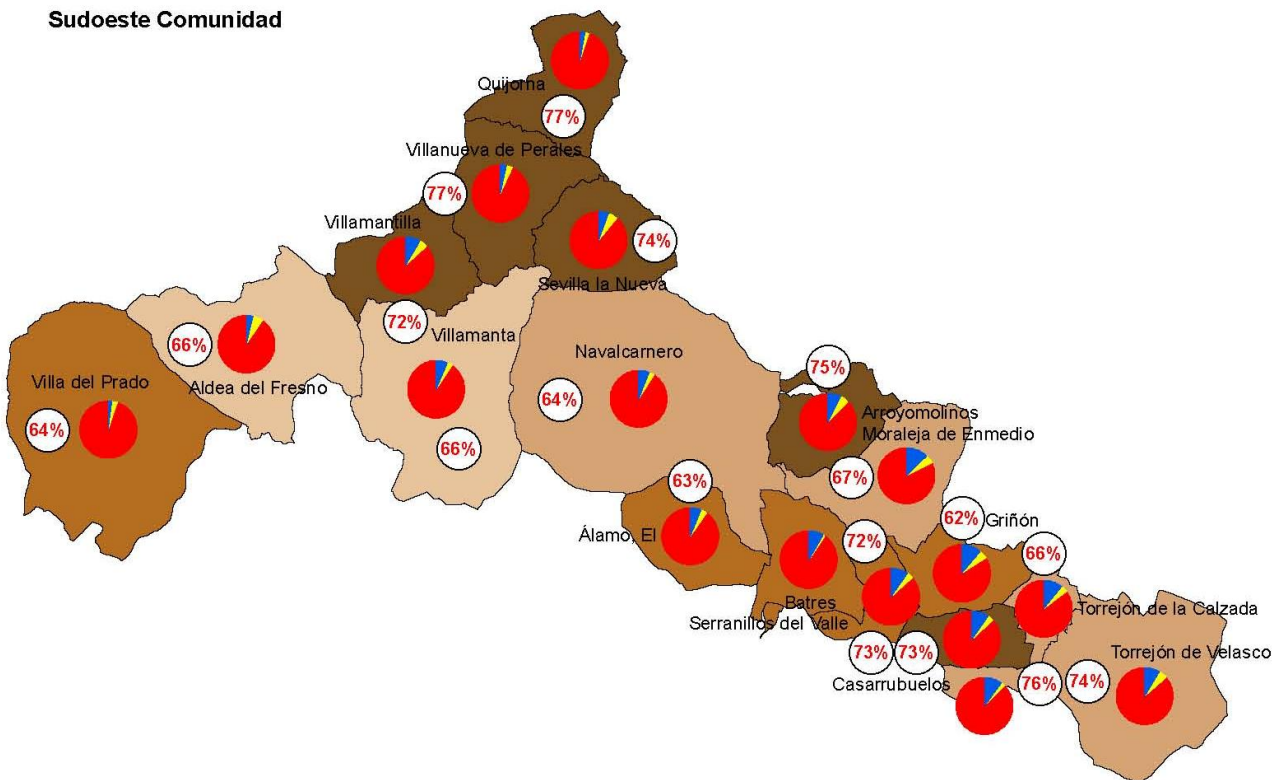 Sudoeste Comunidad
Quijorna
77%
Villanueva de Perales
77%
Villamantilla
74%
Sevilla la Nueva
72%
Villamanta
66%
Aldea del Fresno
Navalcarnero
64%
75%
Villa del Prado
64%
Arroyomolinos
Moraleja de Enmedio
66%
67%
63%
Álamo, El
62%
Griñón
72%
66%
Batres
Serranillos del Valle
Torrejón de la Calzada
73%
73%
Torrejón de Velasco
Casarrubuelos
76%
74%